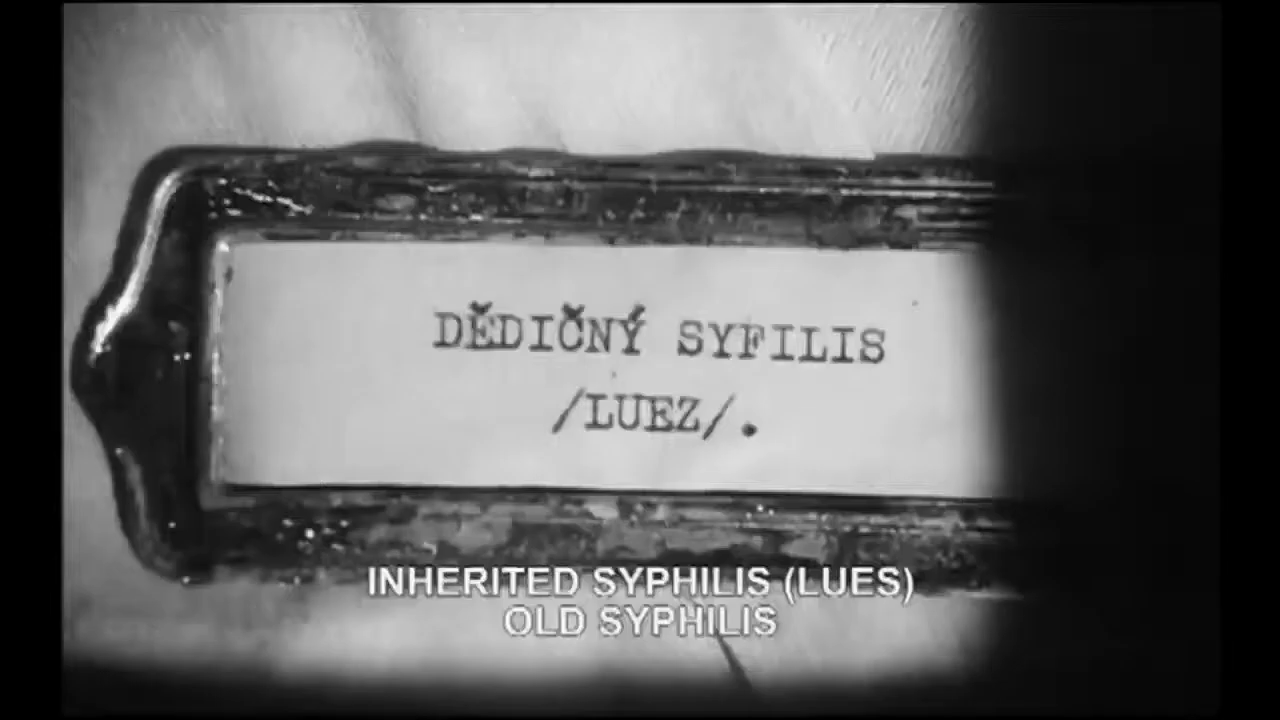 DĚDIČNÝ SYFILIS
/LUEZ/.
INHERITED SYPHILIS (LUES)
OLD SYPHILIS